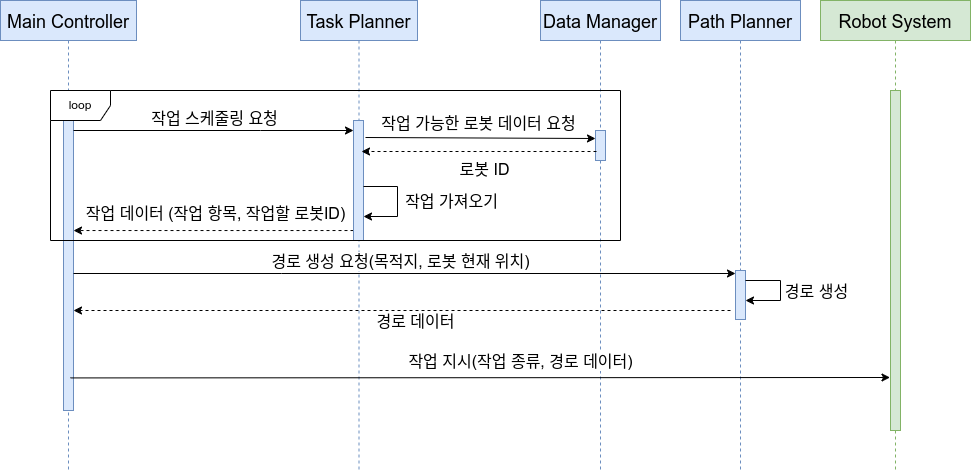 Main Controller
Task Planner
Data Manager
Path Planner
Robot System
loop
작업 스케줄링 요청
작업 가능한 로봇 데이터 요청
로봇 ID
작업 가져오기
작업 데이터 (작업 항목, 작업할 로봇ID)
경로 생성 요청(목적지, 로봇 현재 위치)
경로 생성
경로 데이터
작업 지시(작업 종류, 경로 데이터)